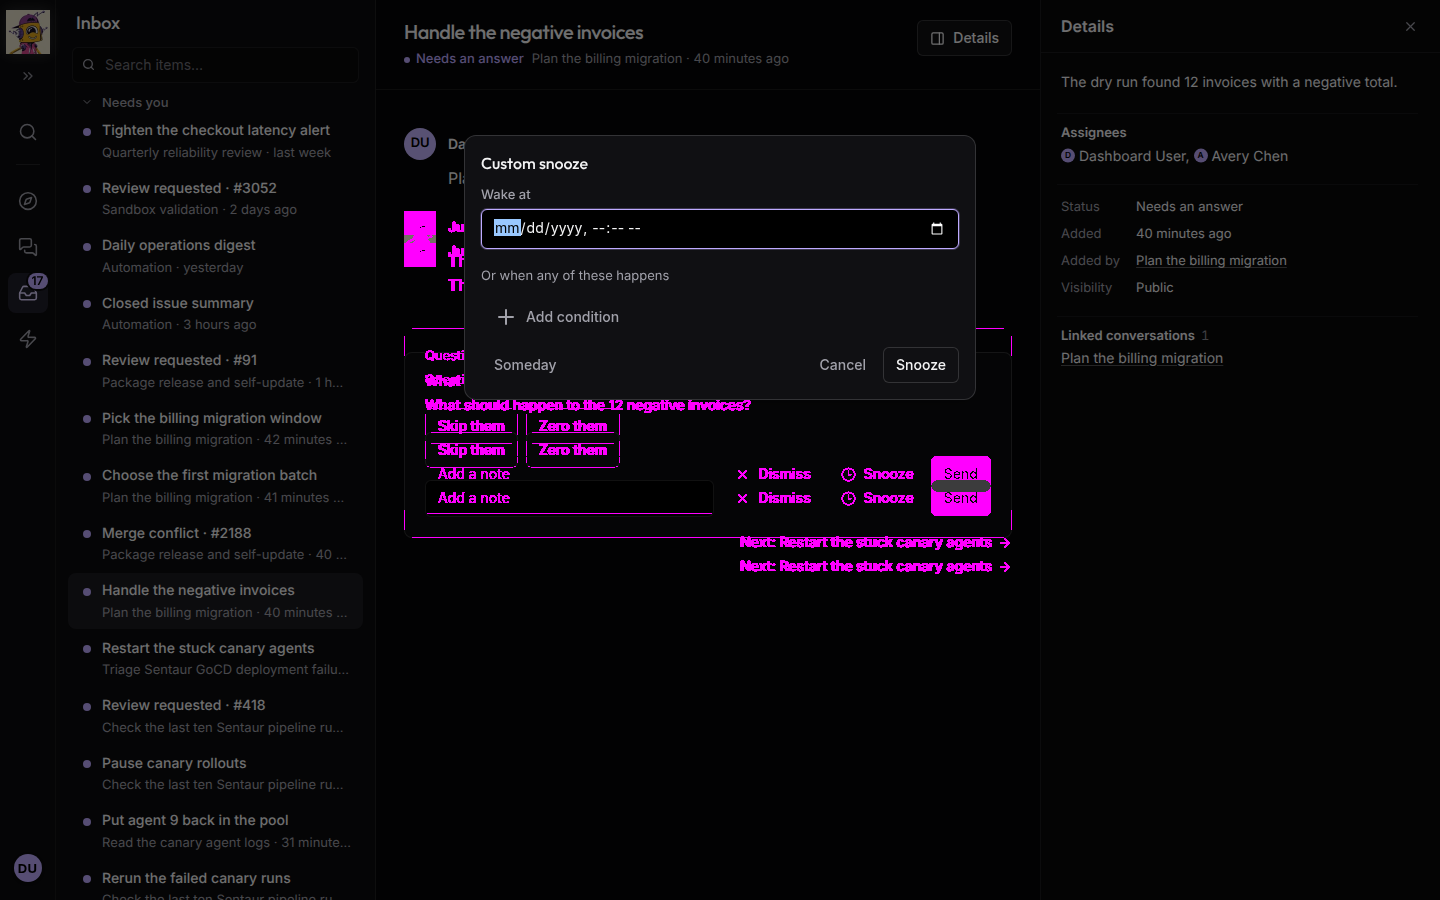 Inbox
Search items...
Needs you
Tighten the checkout latency alert
Quarterly reliability review · last week
Review requested · #3052
Sandbox validation · 2 days ago
Daily operations digest
Automation · yesterday
17
Closed issue summary
Automation · 3 hours ago
Review requested · #91
Package release and self-update · 1 h...
Pick the billing migration window
Plan the billing migration · 42 minutes ...
Choose the first migration batch
Plan the billing migration · 41 minutes ...
Merge conflict · #2188
Package release and self-update · 40 ...
Handle the negative invoices
Plan the billing migration · 40 minutes ...
Restart the stuck canary agents
Triage Sentaur GoCD deployment failu...
Review requested · #418
Check the last ten Sentaur pipeline ru...
Pause canary rollouts
Check the last ten Sentaur pipeline ru...
Put agent 9 back in the pool
Read the canary agent logs · 31 minute...
DU
Rerun the failed canary runs
Check the last ten Sentaur pipeline ru...
Handle the negative invoices
Needs an answer Plan the billing migration · 40 minutes ago
Details
DU
Da
Pl
Custom snooze
Wake at
mm/dd/yyyy, --:-- --
Or when any of these happens
Add condition
Someday
Cancel
Snooze
Questi
What should happen to the 12 negative invoices?
Skip them Zero them
Skip them Zero them
Add a note Dismiss Snooze Send
Add a note Dismiss Snooze Send
Next: Restart the stuck canary agents →
Next: Restart the stuck canary agents →
Details
The dry run found 12 invoices with a negative total.
Assignees
D Dashboard User, A Avery Chen
Status Needs an answer
Added 40 minutes ago
Added by Plan the billing migration
Visibility Public
Linked conversations 1
Plan the billing migration